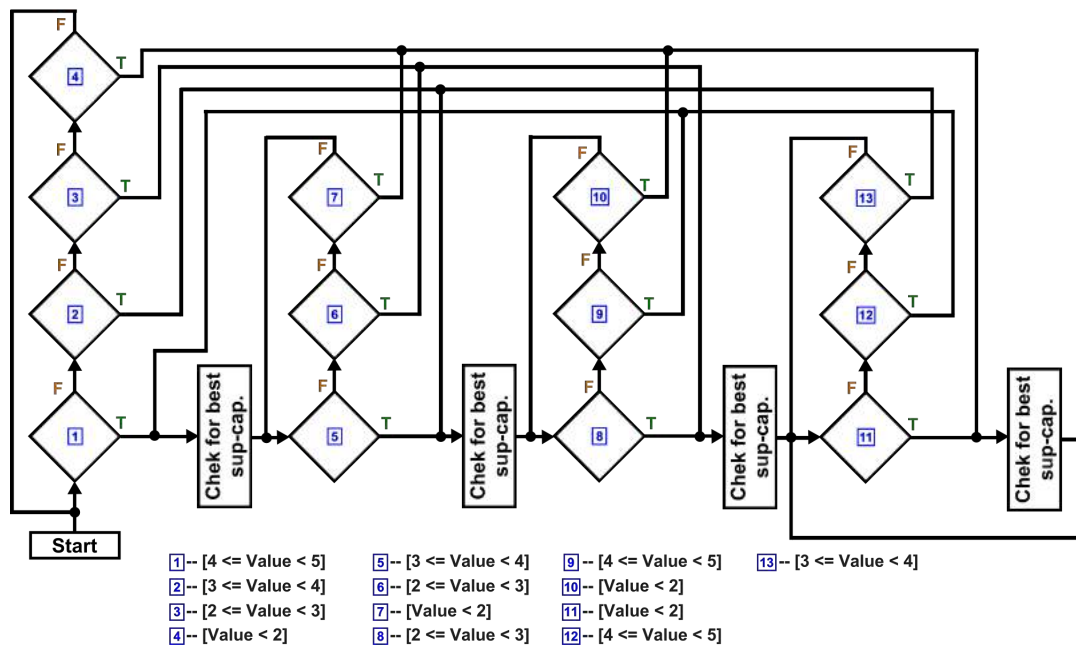 F
T
4
F
T
3
F
T
2
F
T
1
Start
Chek for best
sup-cap.
F
T
7
F
T
6
F
T
5
Chek for best
sup-cap.
F
T
10
F
T
9
F
T
8
Chek for best
sup-cap.
F
T
13
F
T
12
F
T
11
Chek for best
sup-cap.
1-- [4 <= Value < 5]
2-- [3 <= Value < 4]
3-- [2 <= Value < 3]
4-- [Value < 2]
5-- [3 <= Value < 4]
6-- [2 <= Value < 3]
7-- [Value < 2]
8-- [2 <= Value < 3]
9-- [4 <= Value < 5]
10-- [Value < 2]
11-- [Value < 2]
12-- [4 <= Value < 5]
13-- [3 <= Value < 4]